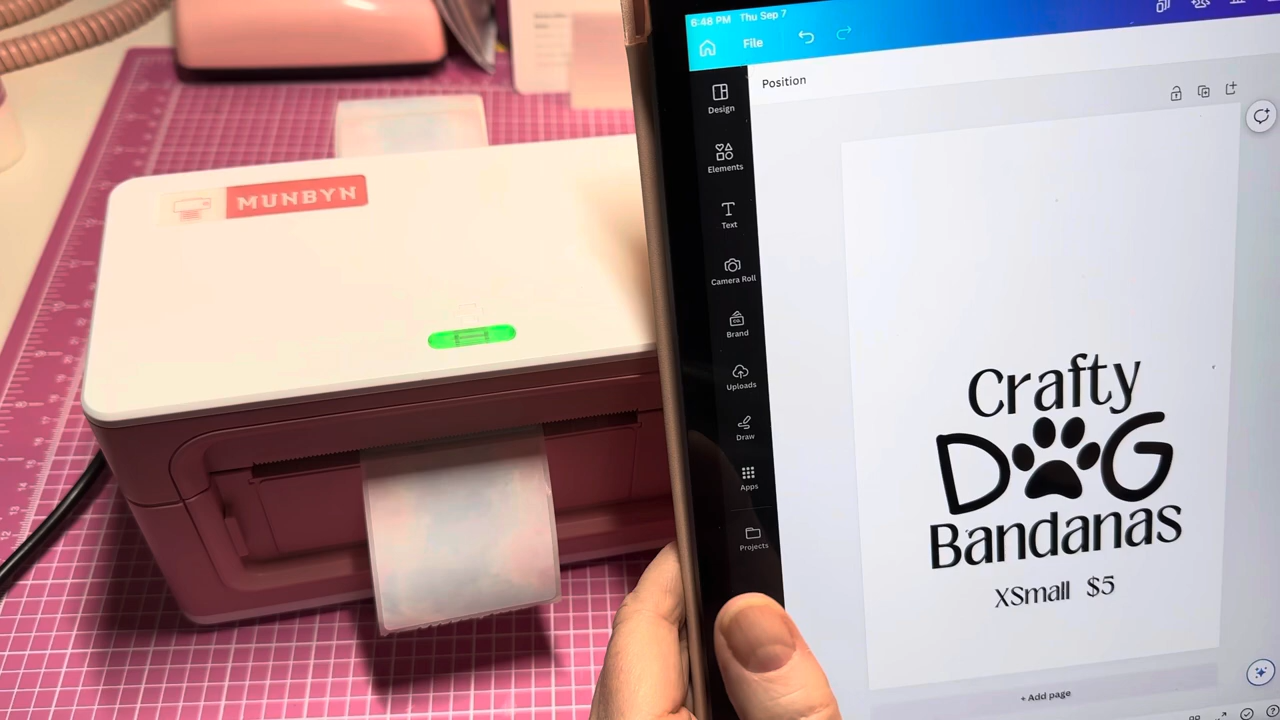 MUNBYN
6:48 PM Thu Sep 7
File
Position
Design
Elements
Text
Camera Roll
Brand
Uploads
Draw
Apps
Projects
Crafty
DOG
Bandanas
XSmall $5
+ Add page
12